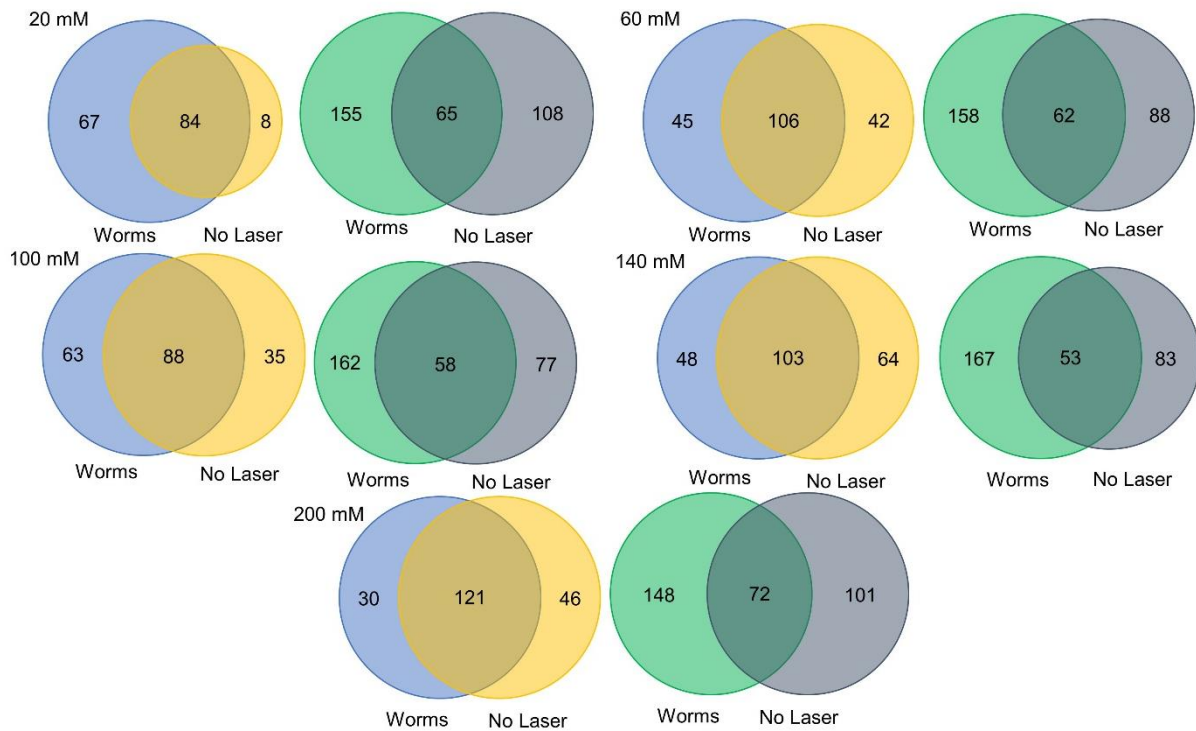 20 mM
67 84 8
Worms No Laser
155 65 108
Worms No Laser
60 mM
45 106 42
Worms No Laser
158 62 88
Worms No Laser
100 mM
63 88 35
Worms No Laser
162 58 77
Worms No Laser
140 mM
48 103 64
Worms No Laser
167 53 83
Worms No Laser
200 mM
30 121 46
Worms No Laser
148 72 101
Worms No Laser